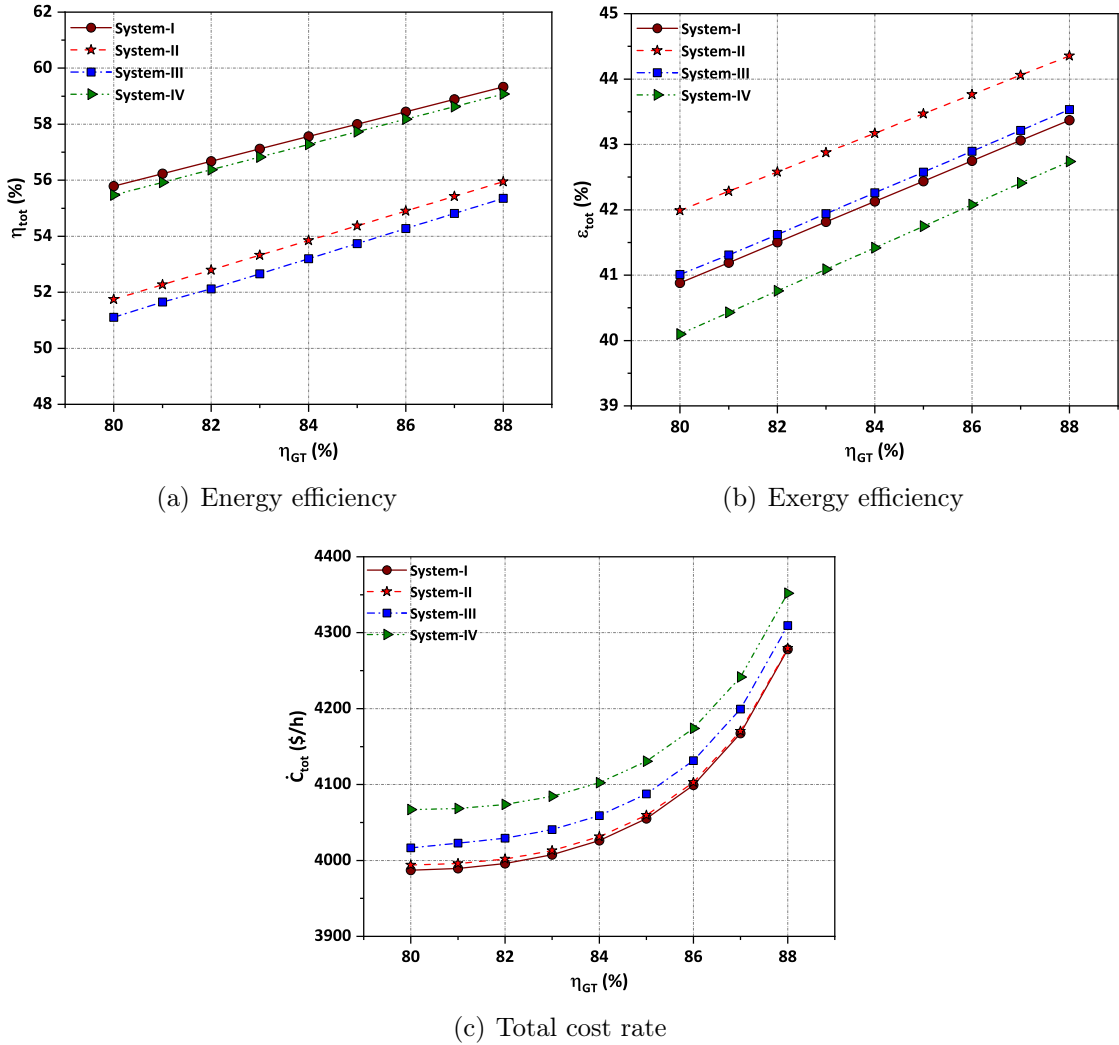 62
60
58
56
54
52
50
48
η_tot (%)
System-I
System-II
System-III
System-IV
80 82 84 86 88
η_GT (%)
(a) Energy efficiency
45
44
43
42
41
40
39
ε_tot (%)
System-I
System-II
System-III
System-IV
80 82 84 86 88
η_GT (%)
(b) Exergy efficiency
4400
4300
4200
4100
4000
3900
Ċ_tot ($/h)
System-I
System-II
System-III
System-IV
80 82 84 86 88
η_GT (%)
(c) Total cost rate